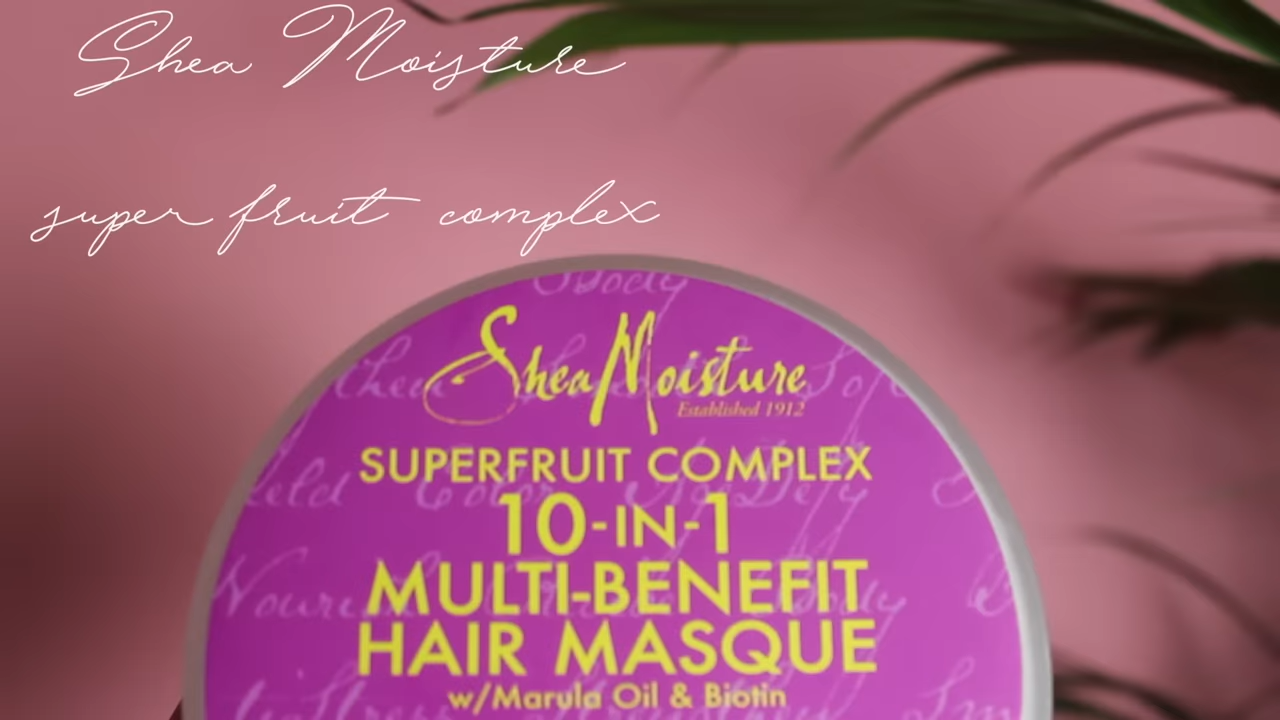 Shea Moisture
super fruit complex
Body
SheaMoisture
Established 1912
SUPERFRUIT COMPLEX
10-IN-1
MULTI-BENEFIT
HAIR MASQUE
w/Marula Oil & Biotin